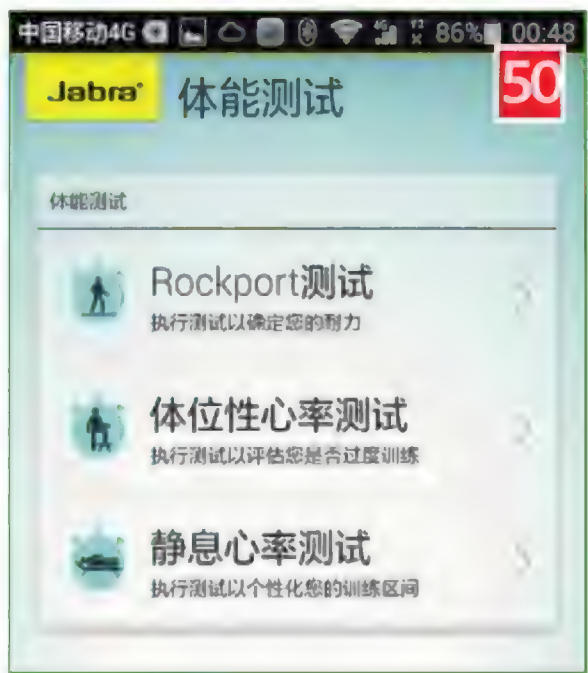 中国移动4G 4G 86% 00:48
Jabra 体能测试 50
体能测试
Rockport测试
执行测试以确定您的耐力
体位性心率测试
执行测试以评估您是否过度训练
静息心率测试
执行测试以个性化您的训练区间